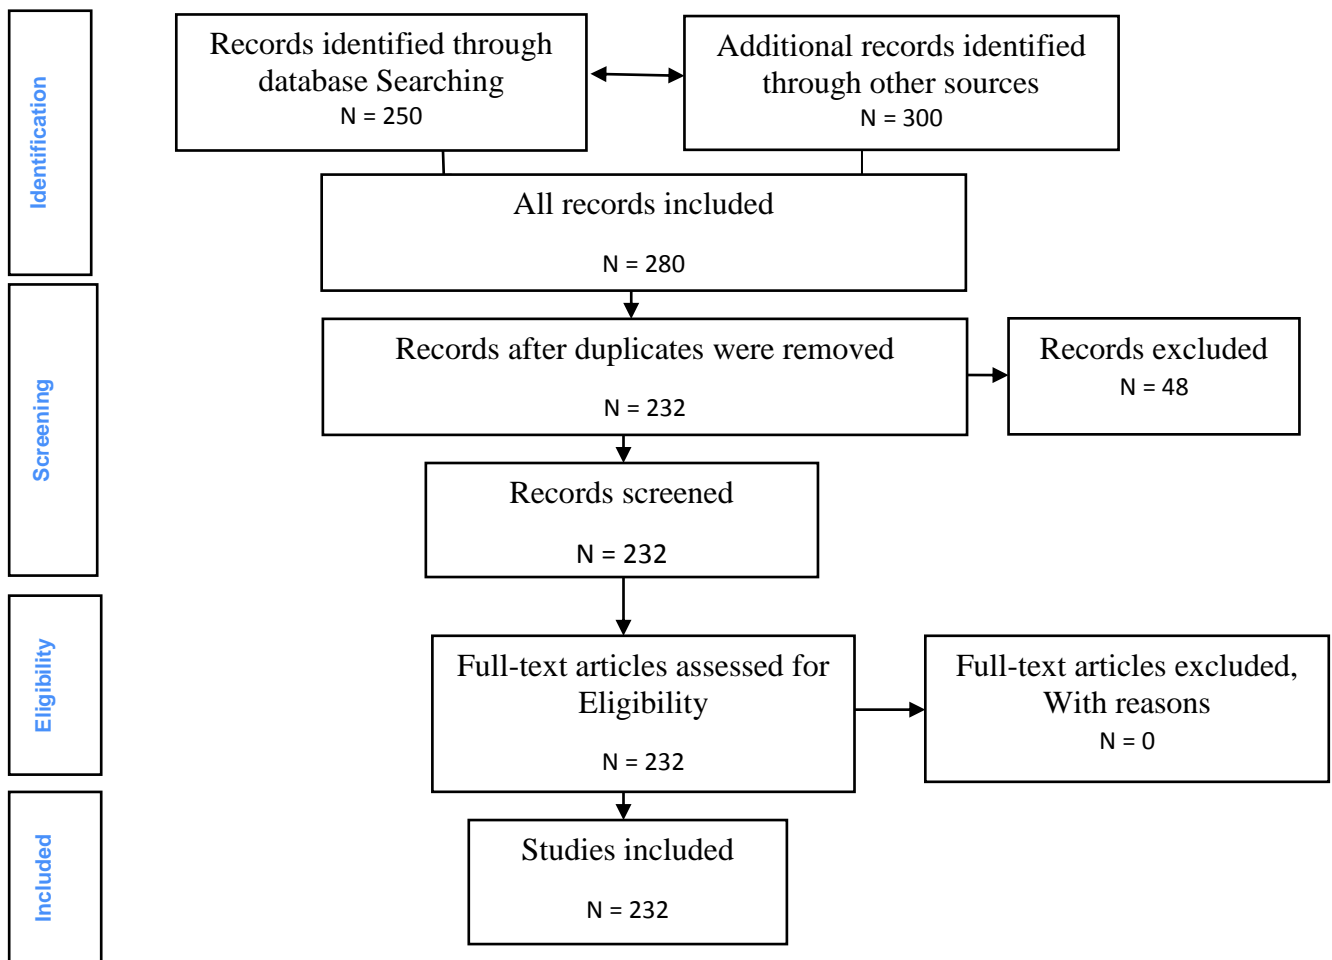 Identification
Records identified through
database Searching
N = 250
Additional records identified
through other sources
N = 300
All records included
N = 280
Screening
Records after duplicates were removed
N = 232
Records excluded
N = 48
Records screened
N = 232
Eligibility
Full-text articles assessed for
Eligibility
N = 232
Full-text articles excluded,
With reasons
N = 0
Included
Studies included
N = 232